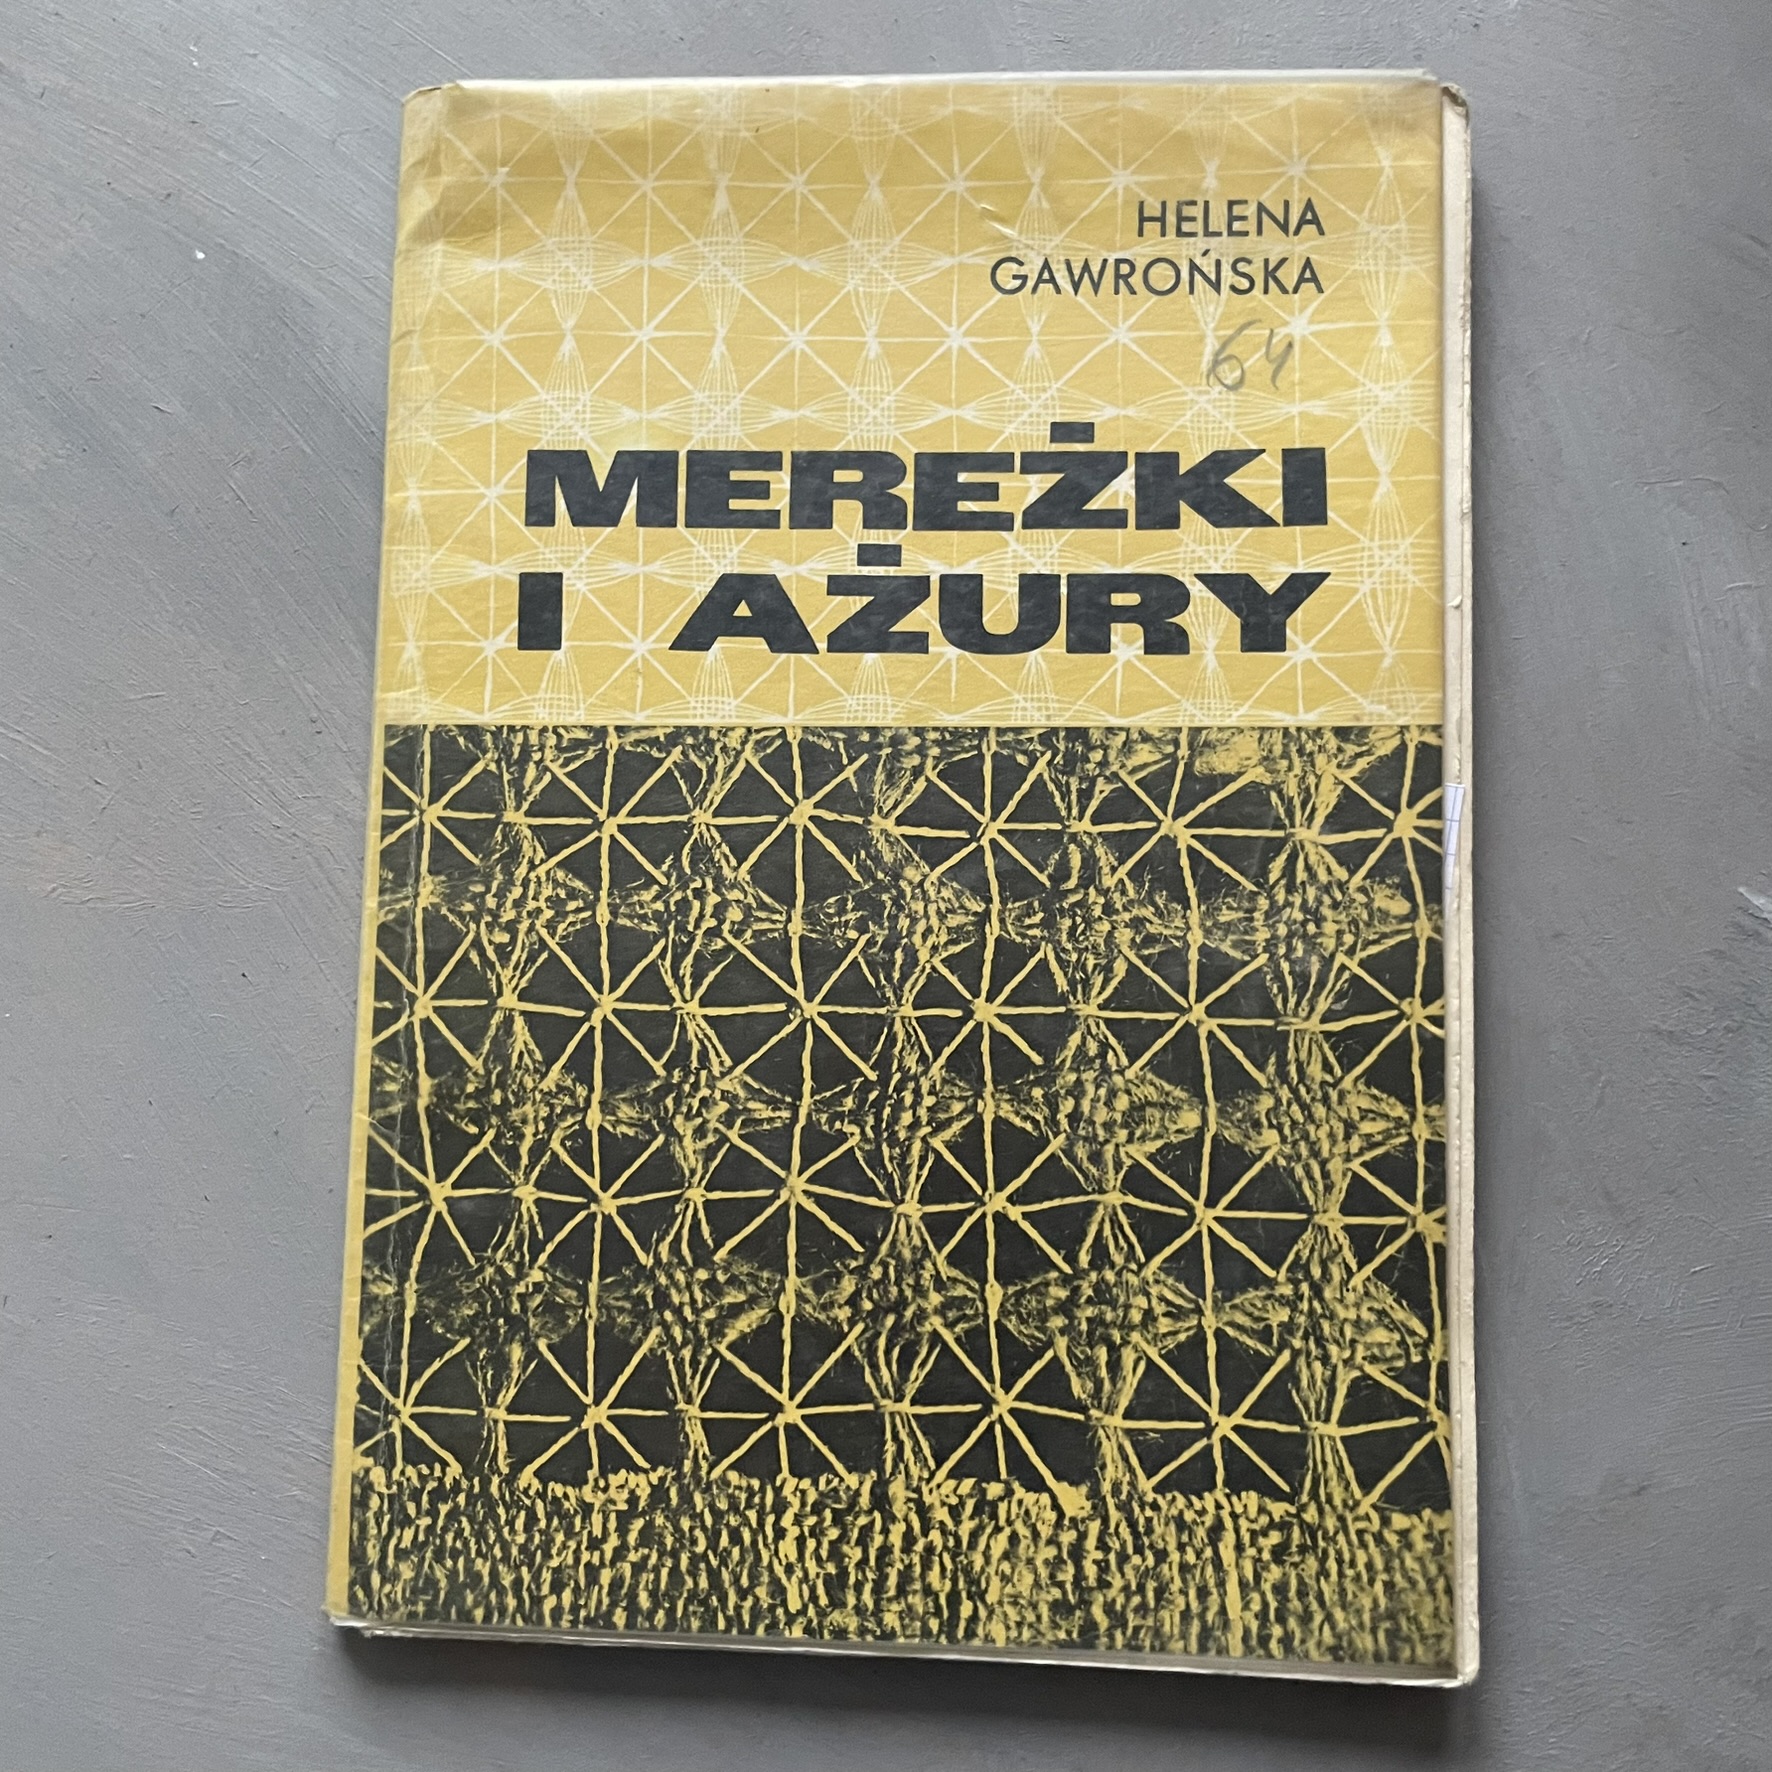 HELENA
GAWROŃSKA
64
MEREŻKI
I AŻURY